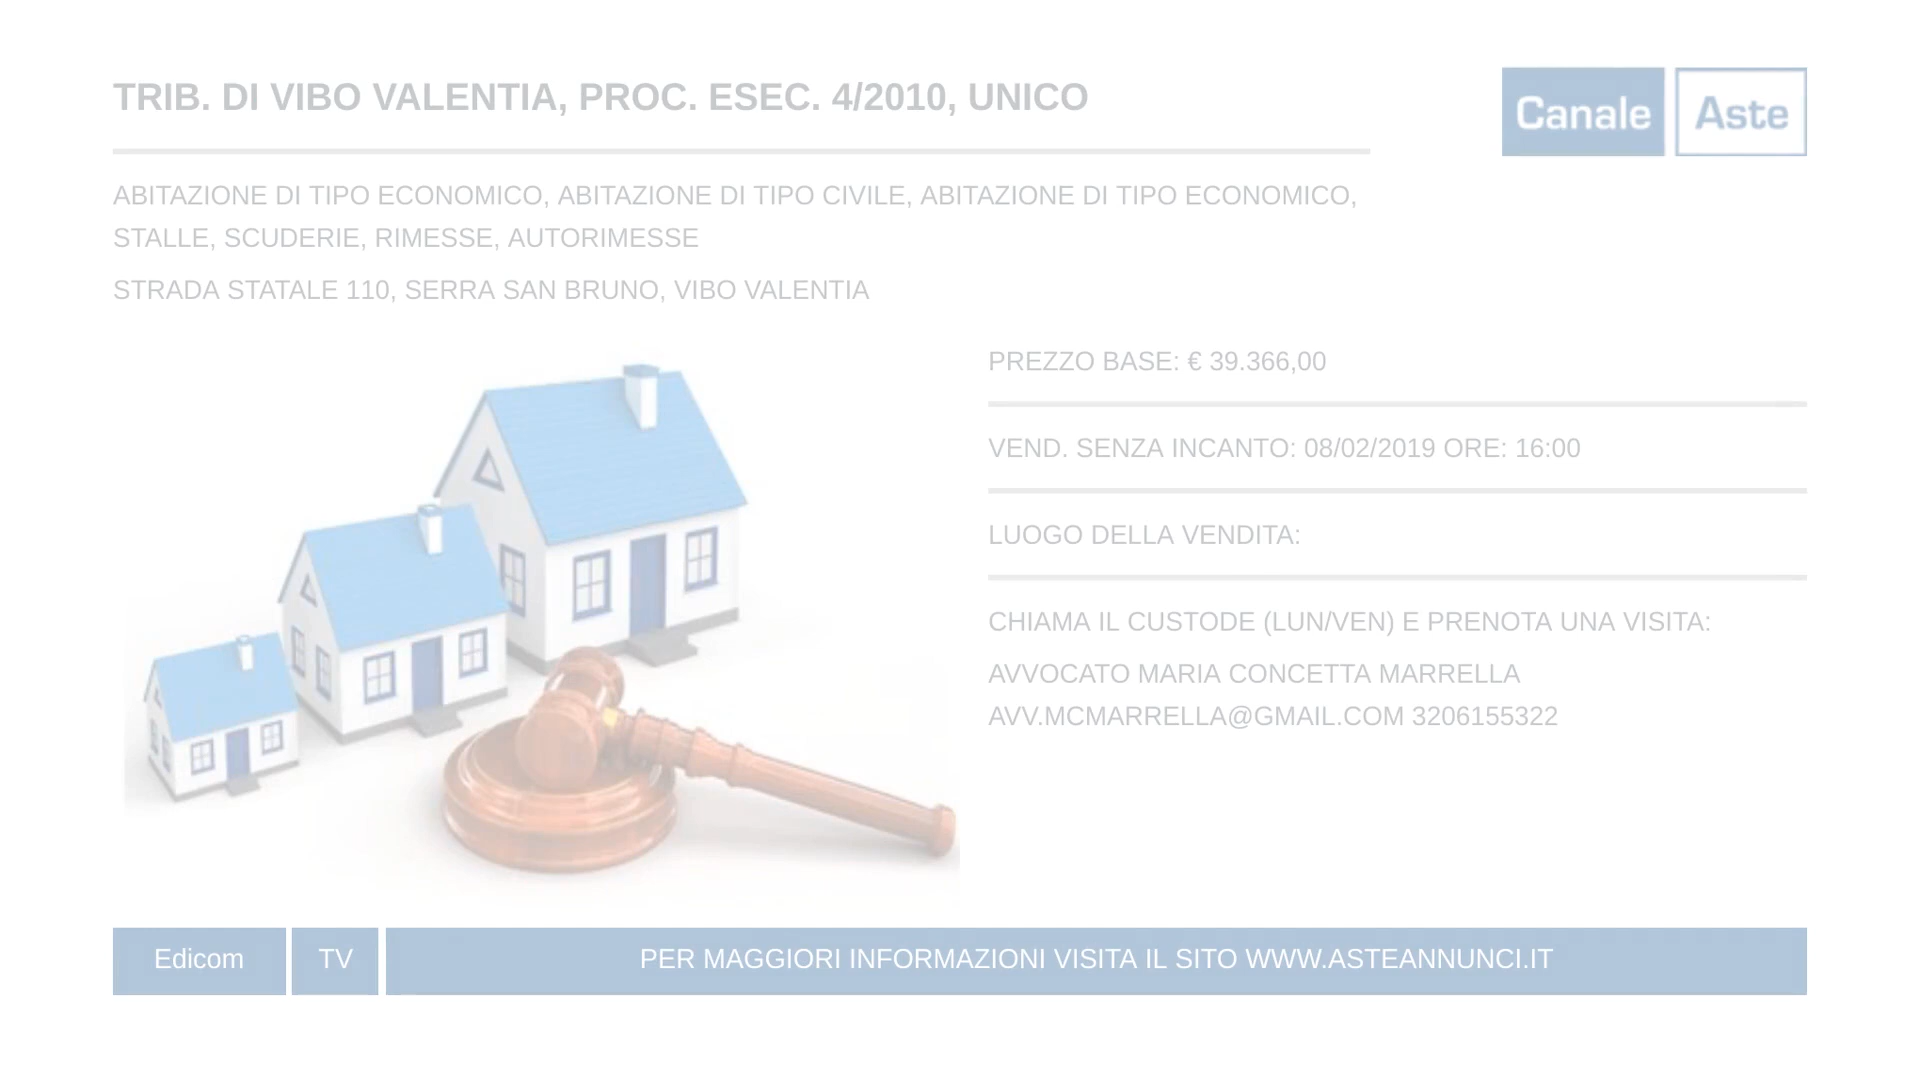 TRIB. DI VIBO VALENTIA, PROC. ESEC. 4/2010, UNICO
Canale Aste
ABITAZIONE DI TIPO ECONOMICO, ABITAZIONE DI TIPO CIVILE, ABITAZIONE DI TIPO ECONOMICO,
STALLE, SCUDERIE, RIMESSE, AUTORIMESSE
STRADA STATALE 110, SERRA SAN BRUNO, VIBO VALENTIA
PREZZO BASE: € 39.366,00
VEND. SENZA INCANTO: 08/02/2019 ORE: 16:00
LUOGO DELLA VENDITA:
CHIAMA IL CUSTODE (LUN/VEN) E PRENOTA UNA VISITA:
AVVOCATO MARIA CONCETTA MARRELLA
AVV.MCMARRELLA@GMAIL.COM 3206155322
Edicom TV PER MAGGIORI INFORMAZIONI VISITA IL SITO WWW.ASTEANNUNCI.IT